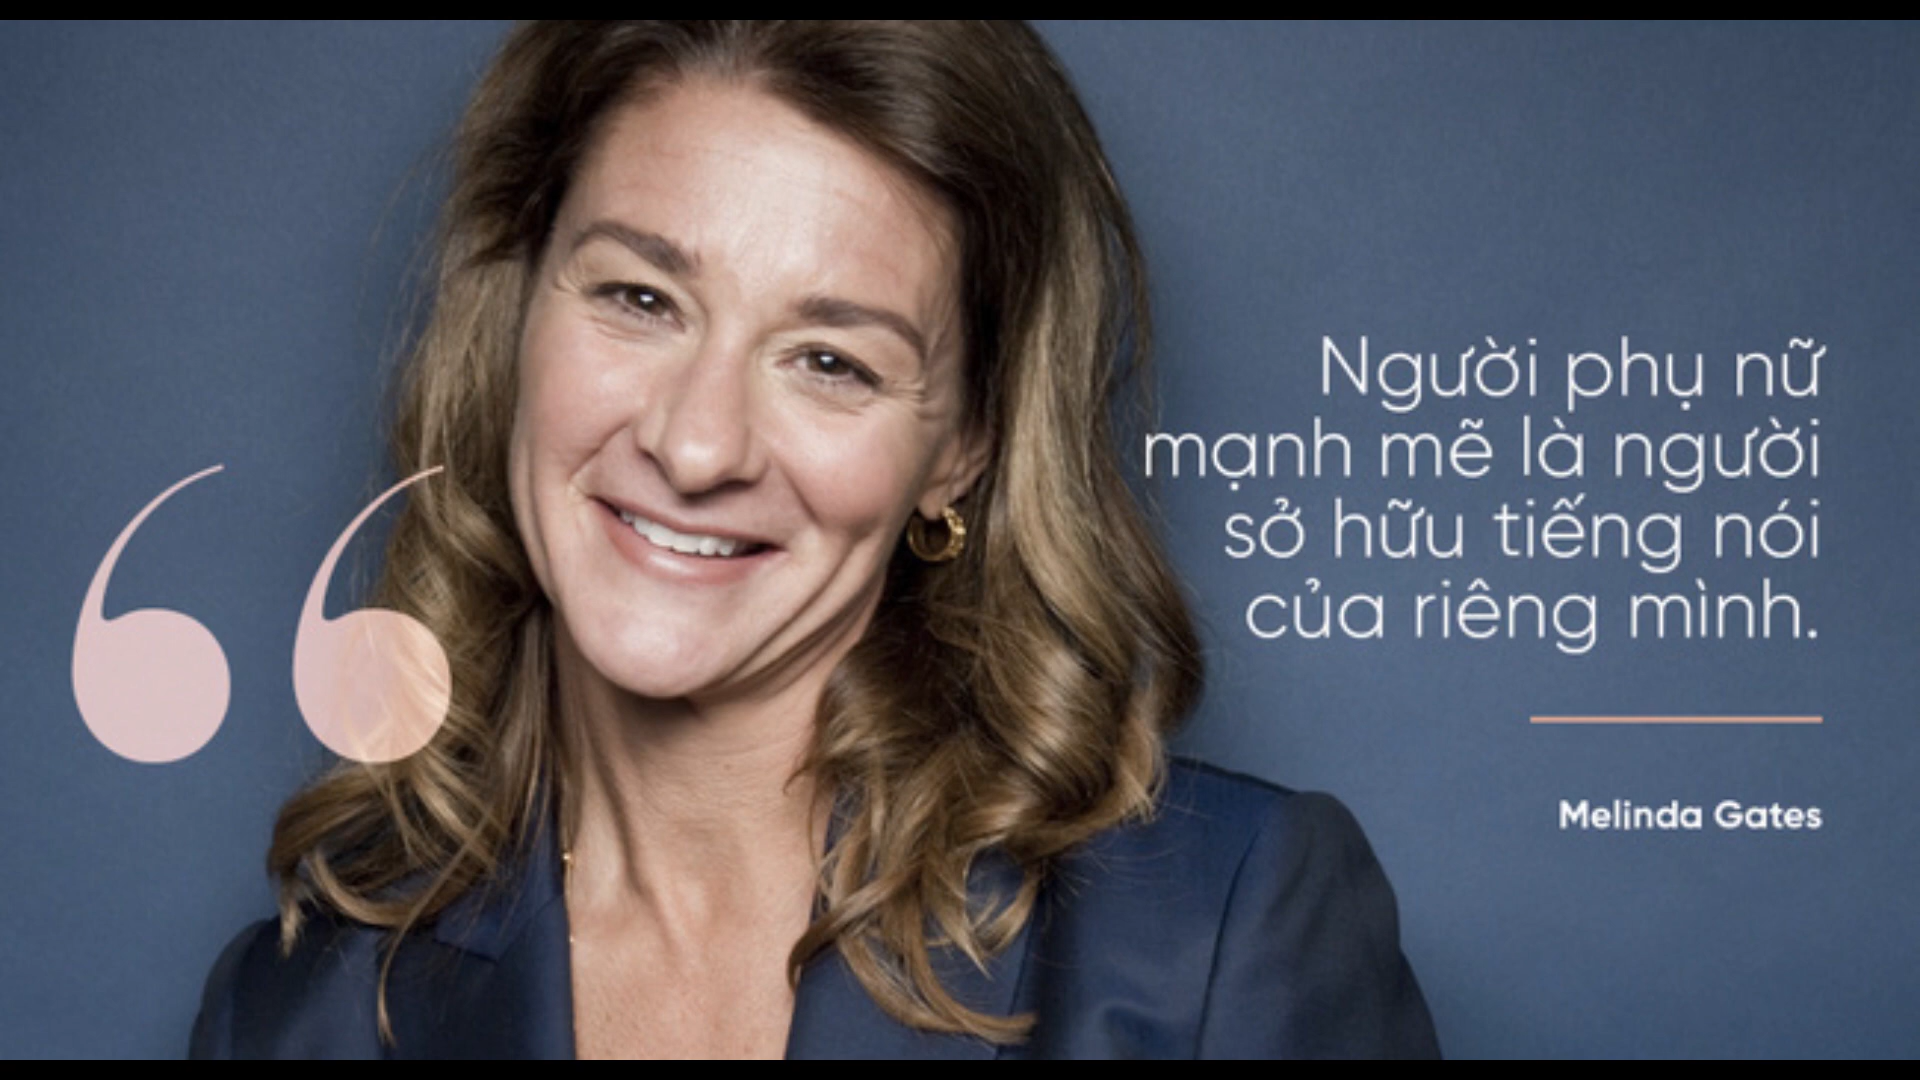 Người phụ nữ
mạnh mẽ là người
sở hữu tiếng nói
của riêng mình.
Melinda Gates